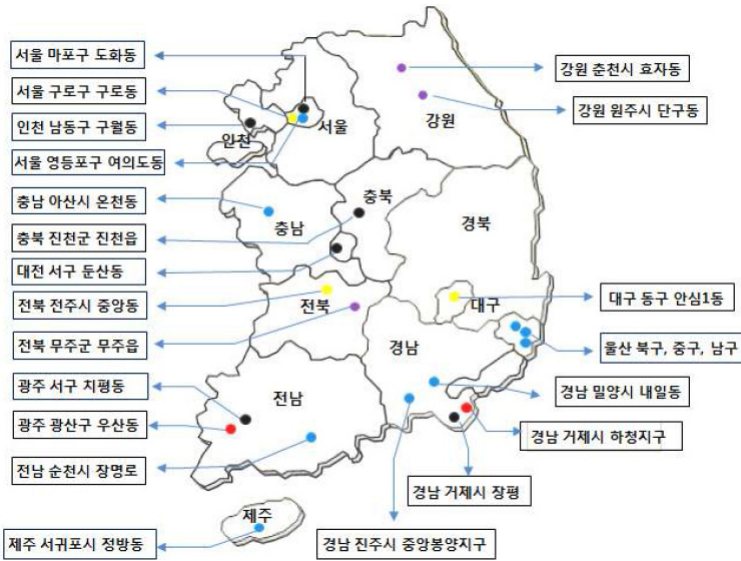 서울 마포구 도화동
서울 구로구 구로동
인천 남동구 구월동
서울 영등포구 여의도동
충남 아산시 온천동
충북 진천군 진천읍
대전 서구 둔산동
전북 전주시 중앙동
전북 무주군 무주읍
광주 서구 치평동
광주 광산구 우산동
전남 순천시 장명로
제주 서귀포시 정방동
인천
서울
강원
충남
충북
경북
전북
대구
경남
전남
제주
강원 춘천시 효자동
강원 원주시 단구동
대구 동구 안심1동
울산 북구, 중구, 남구
경남 밀양시 내일동
경남 거제시 하청지구
경남 거제시 장평
경남 진주시 중앙봉양지구